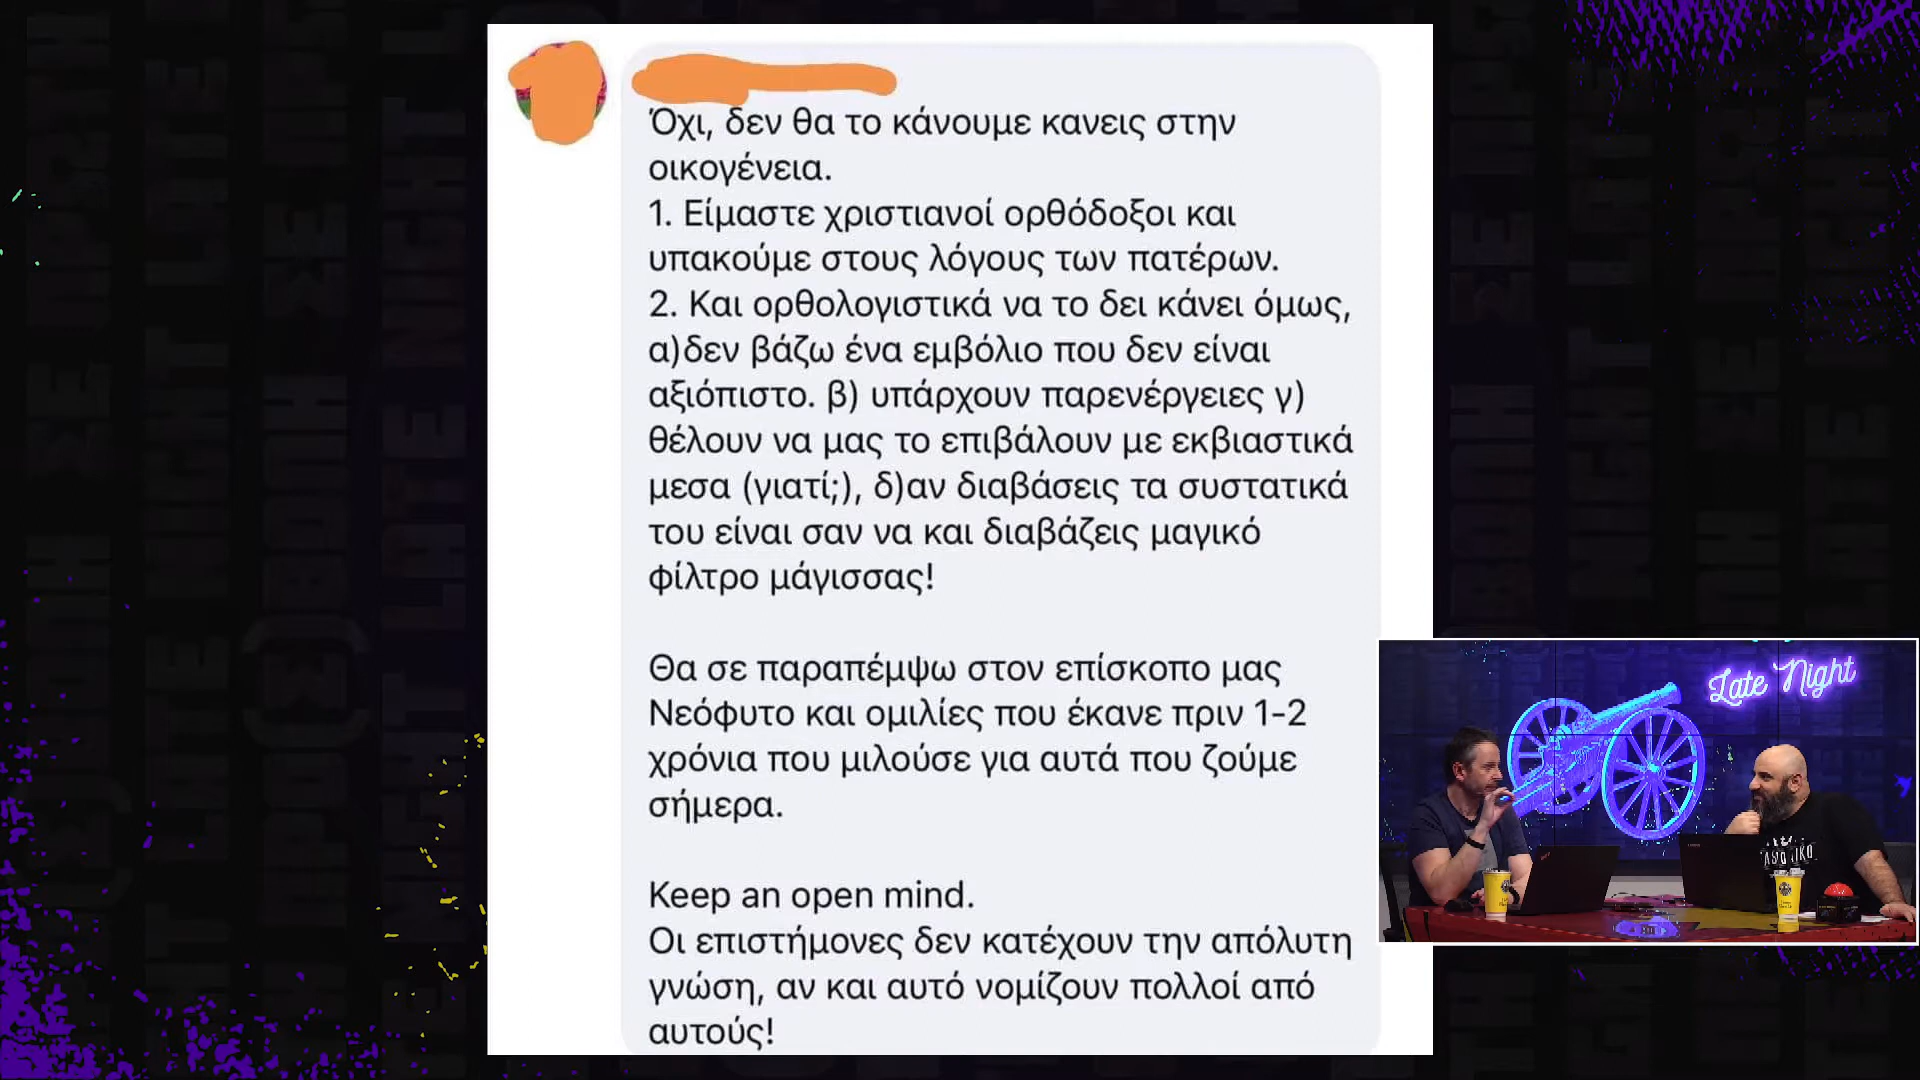 Όχι, δεν θα το κάνουμε κανεις στην
οικογένεια.
1. Είμαστε χριστιανοί ορθόδοξοι και
υπακούμε στους λόγους των πατέρων.
2. Και ορθολογιστικά να το δει κάνει όμως,
α)δεν βάζω ένα εμβόλιο που δεν είναι
αξιόπιστο. β) υπάρχουν παρενέργειες γ)
θέλουν να μας το επιβάλουν με εκβιαστικά
μεσα (γιατί;), δ)αν διαβάσεις τα συστατικά
του είναι σαν να και διαβάζεις μαγικό
φίλτρο μάγισσας!
Θα σε παραπέμψω στον επίσκοπο μας
Νεόφυτο και ομιλίες που έκανε πριν 1-2
χρόνια που μιλούσε για αυτά που ζούμε
σήμερα.
Keep an open mind.
Οι επιστήμονες δεν κατέχουν την απόλυτη
γνώση, αν και αυτό νομίζουν πολλοί από
αυτούς!
Late Night